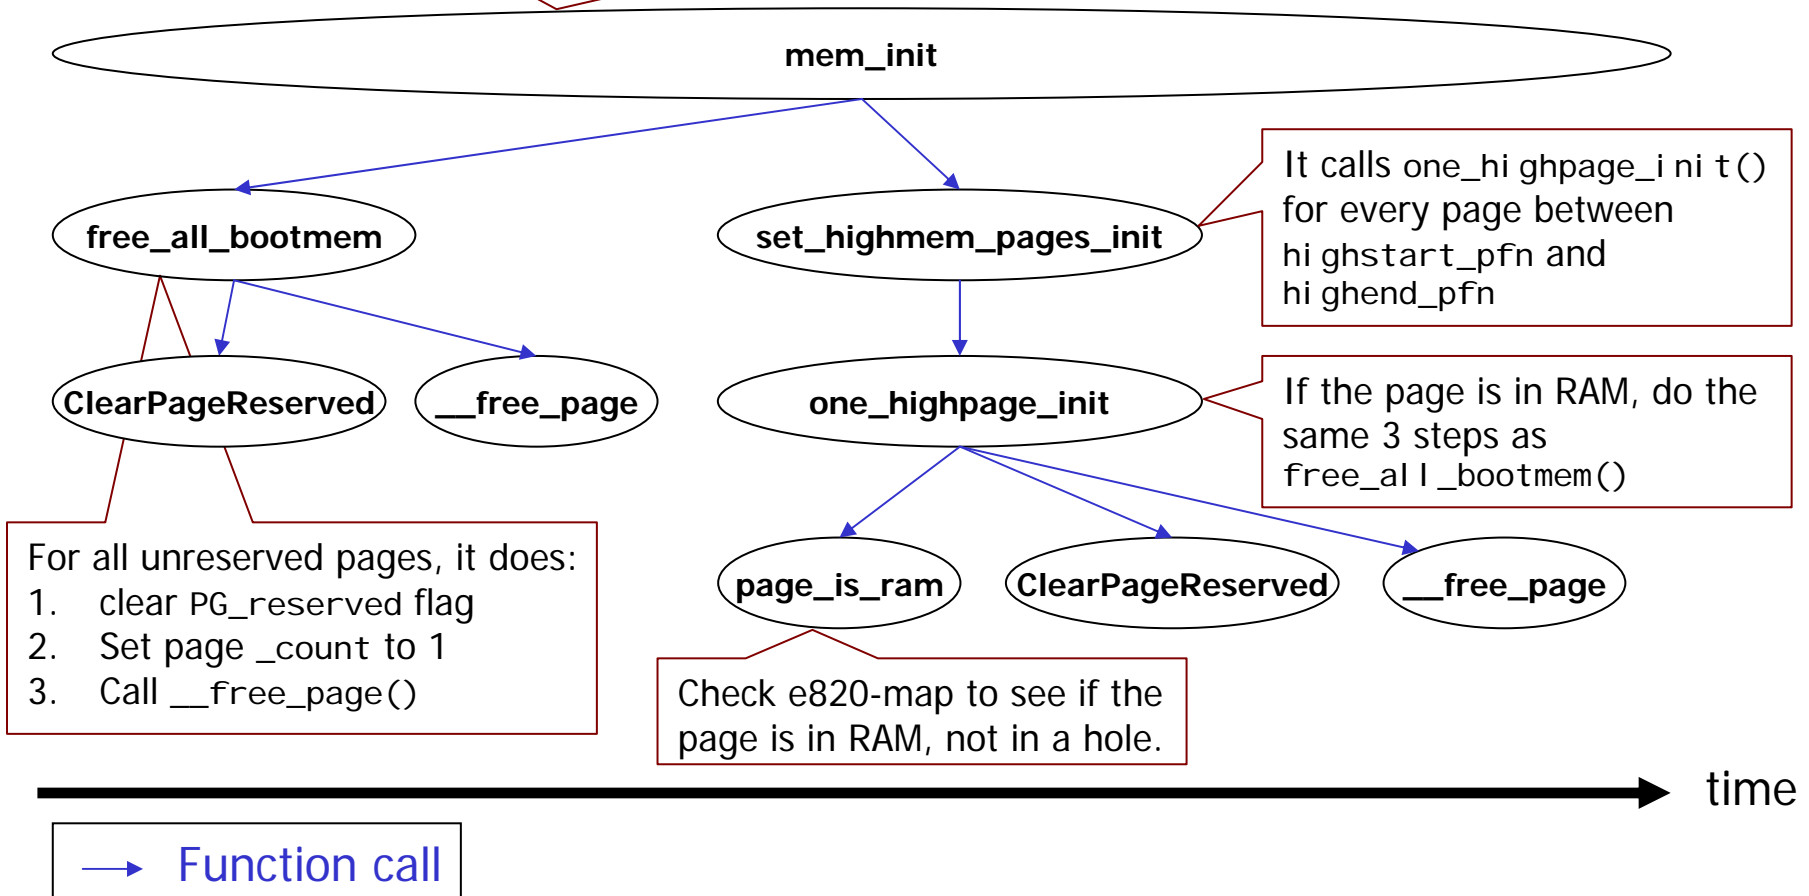 mem_init
free_all_bootmem
set_highmem_pages_init
It calls one_highpage_init()
for every page between
highstart_pfn and
highend_pfn
ClearPageReserved
__free_page
one_highpage_init
If the page is in RAM, do the
same 3 steps as
free_all_bootmem()
For all unreserved pages, it does:
1. clear PG_reserved flag
2. Set page _count to 1
3. Call __free_page()
page_is_ram
ClearPageReserved
__free_page
Check e820-map to see if the
page is in RAM, not in a hole.
time
Function call